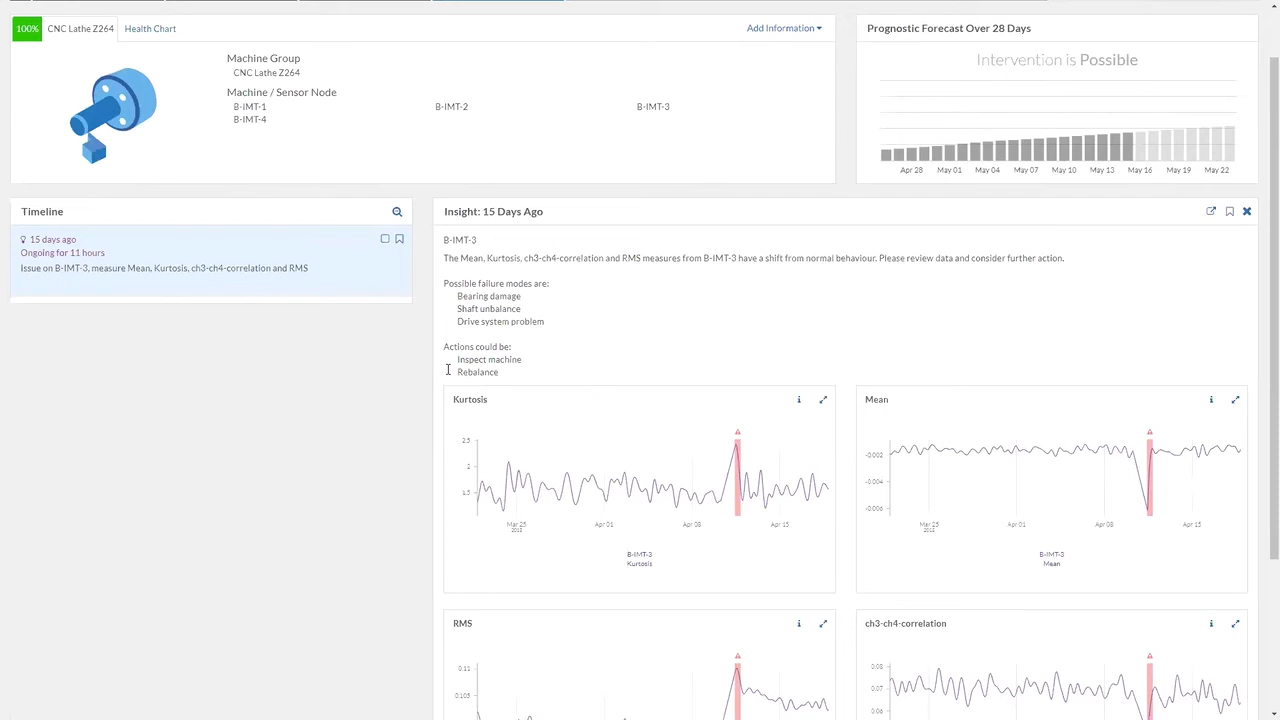 100% CNC Lathe Z264 Health Chart Add Information
Machine Group
CNC Lathe Z264
Machine / Sensor Node
B-IMT-1 B-IMT-2 B-IMT-3
B-IMT-4
Prognostic Forecast Over 28 Days
Intervention is Possible
Apr 28 May 01 May 04 May 07 May 10 May 13 May 16 May 19 May 22
Timeline
15 days ago
Ongoing for 11 hours
Issue on B-IMT-3, measure Mean, Kurtosis, ch3-ch4-correlation and RMS
Insight: 15 Days Ago
B-IMT-3
The Mean, Kurtosis, ch3-ch4-correlation and RMS measures from B-IMT-3 have a shift from normal behaviour. Please review data and consider further action.
Possible failure modes are:
Bearing damage
Shaft unbalance
Drive system problem
Actions could be:
Inspect machine
Rebalance
Kurtosis
2.5
2
1.5
Mar 25 Apr 01 Apr 08 Apr 15
B-IMT-3
Kurtosis
Mean
-0.002
-0.004
-0.006
Mar 25 Apr 01 Apr 08 Apr 15
B-IMT-3
Mean
RMS
0.11
0.105
ch3-ch4-correlation
0.08
0.07
0.06